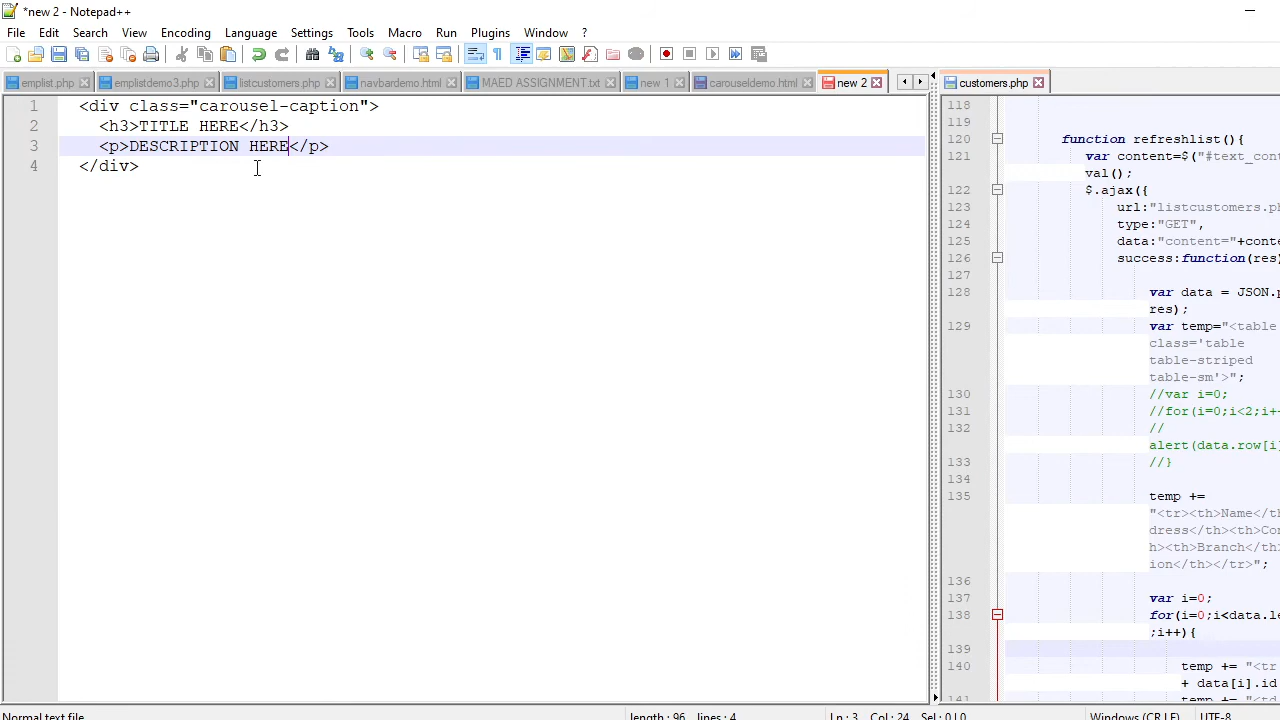 *new 2 - Notepad++
File Edit Search View Encoding Language Settings Tools Macro Run Plugins Window ?
emplist.php emplistdemo3.php listcustomers.php navbardemo.html MAED ASSIGNMENT.txt new 1 carouseldemo.html new 2 customers.php
1 <div class="carousel-caption">
2 <h3>TITLE HERE</h3>
3 <p>DESCRIPTION HERE</p>
4 </div>
118
119
120 function refreshlist(){
121 var content=$("#text_cont
val();
122 $.ajax({
123 url:"listcustomers.ph
124 type:"GET",
125 data:"content="+conte
126 success:function(res)
127
128 var data = JSON.p
res);
129 var temp="<table
class='table
table-striped
table-sm'>";
130 //var i=0;
131 //for(i=0;i<2;i++
132 //
alert(data.row[i]
133 //}
134
135 temp +=
"<tr><th>Name</th
dress</th><th>Con
h><th>Branch</th>
ion</th></tr>";
136
137 var i=0;
138 for(i=0;i<data.le
;i++){
139
140 temp += "<tr
+ data[i].id
141 temp += "<td
Normal text file length : 96 lines : 4 Ln : 3 Col : 24 Sel : 0 | 0 Windows (CR LF) UTF-8